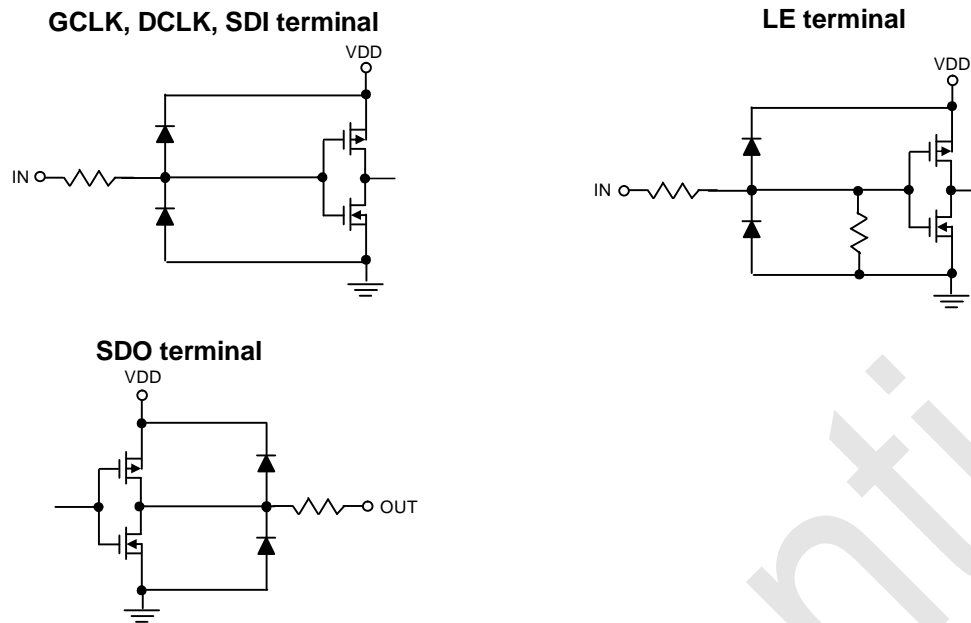 GCLK, DCLK, SDI terminal
VDD
IN
LE terminal
VDD
IN
SDO terminal
VDD
OUT